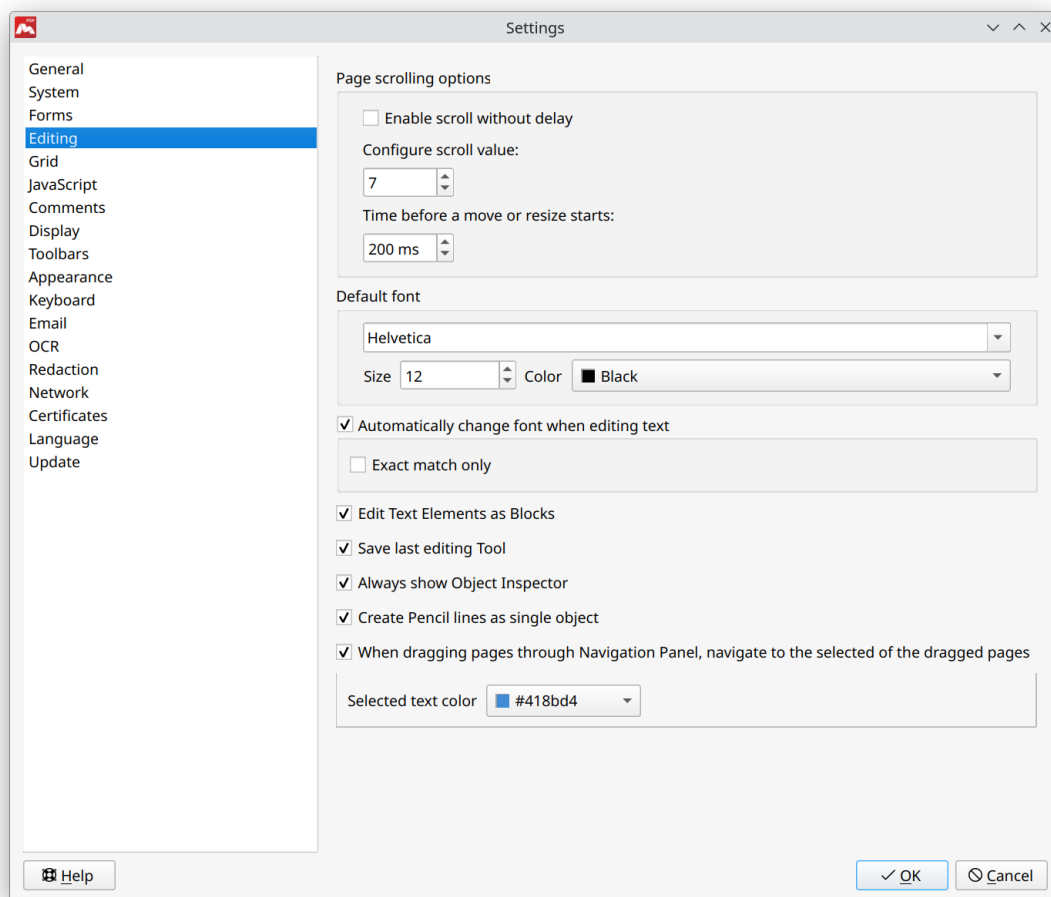 Settings
General
System
Forms
Editing
Grid
JavaScript
Comments
Display
Toolbars
Appearance
Keyboard
Email
OCR
Redaction
Network
Certificates
Language
Update
Page scrolling options
Enable scroll without delay
Configure scroll value:
7
Time before a move or resize starts:
200 ms
Default font
Helvetica
Size 12 Color Black
Automatically change font when editing text
Exact match only
Edit Text Elements as Blocks
Save last editing Tool
Always show Object Inspector
Create Pencil lines as single object
When dragging pages through Navigation Panel, navigate to the selected of the dragged pages
Selected text color #418bd4
Help
OK Cancel